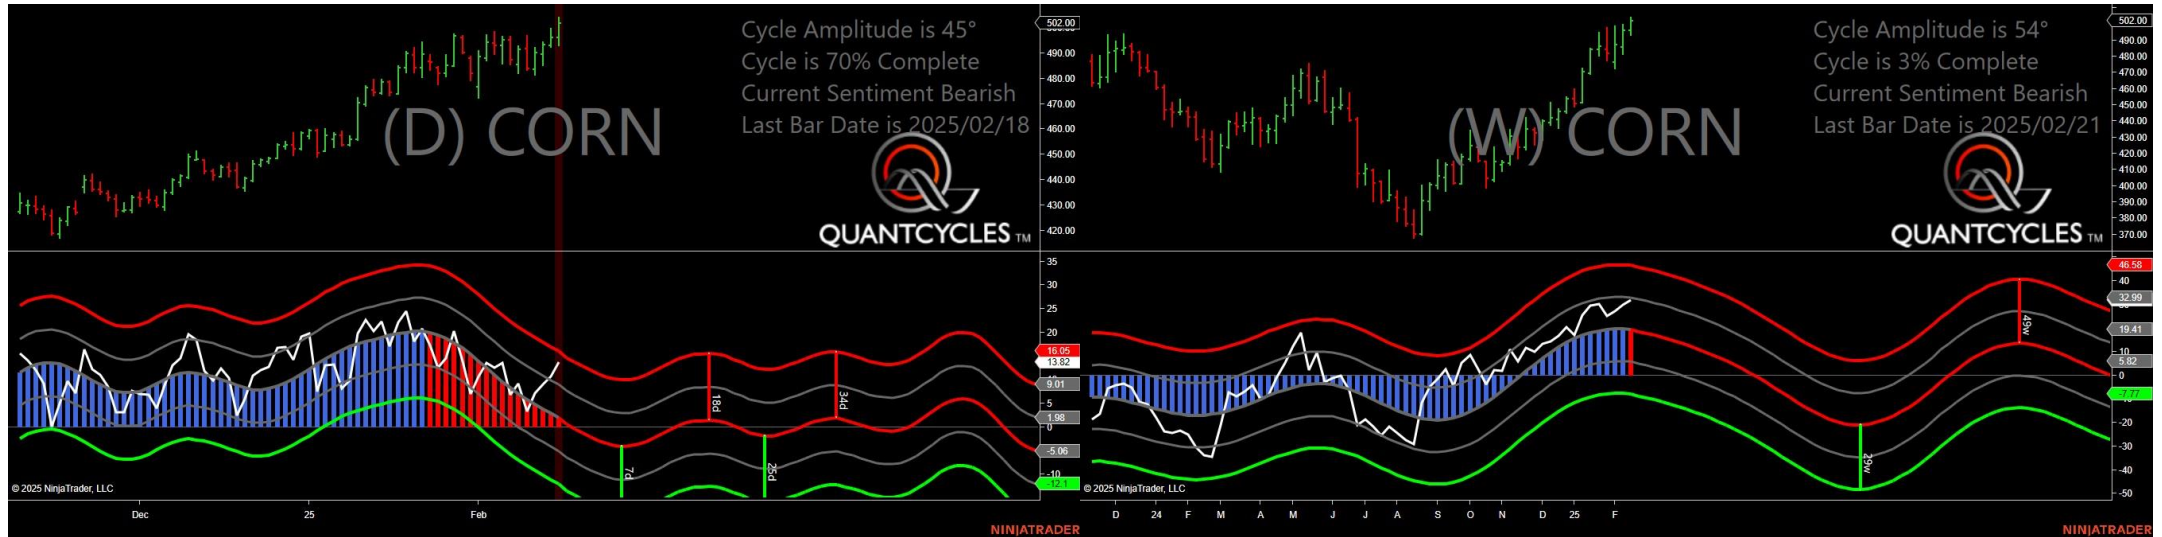 Cycle Amplitude is 45°
Cycle is 70% Complete
Current Sentiment Bearish
Last Bar Date is 2025/02/18
(D) CORN
QUANTCYCLES TM
502.00
490.00
480.00
470.00
460.00
450.00
440.00
430.00
420.00
35
30
25
20
16.05
13.82
9.01
5
1.98
0
-5.06
-10
-12.1
7d
18d
25d
34d
© 2025 NinjaTrader, LLC
Dec
25
Feb
NINJATRADER
Cycle Amplitude is 54°
Cycle is 3% Complete
Current Sentiment Bearish
Last Bar Date is 2025/02/21
(W) CORN
QUANTCYCLES TM
502.00
490.00
480.00
470.00
460.00
450.00
440.00
430.00
420.00
410.00
400.00
390.00
380.00
370.00
46.58
40
32.99
19.41
10
5.82
0
-7.77
-20
-30
-40
-50
29w
49w
© 2025 NinjaTrader, LLC
D 24 F M A M J J A S O N D 25 F
NINJATRADER